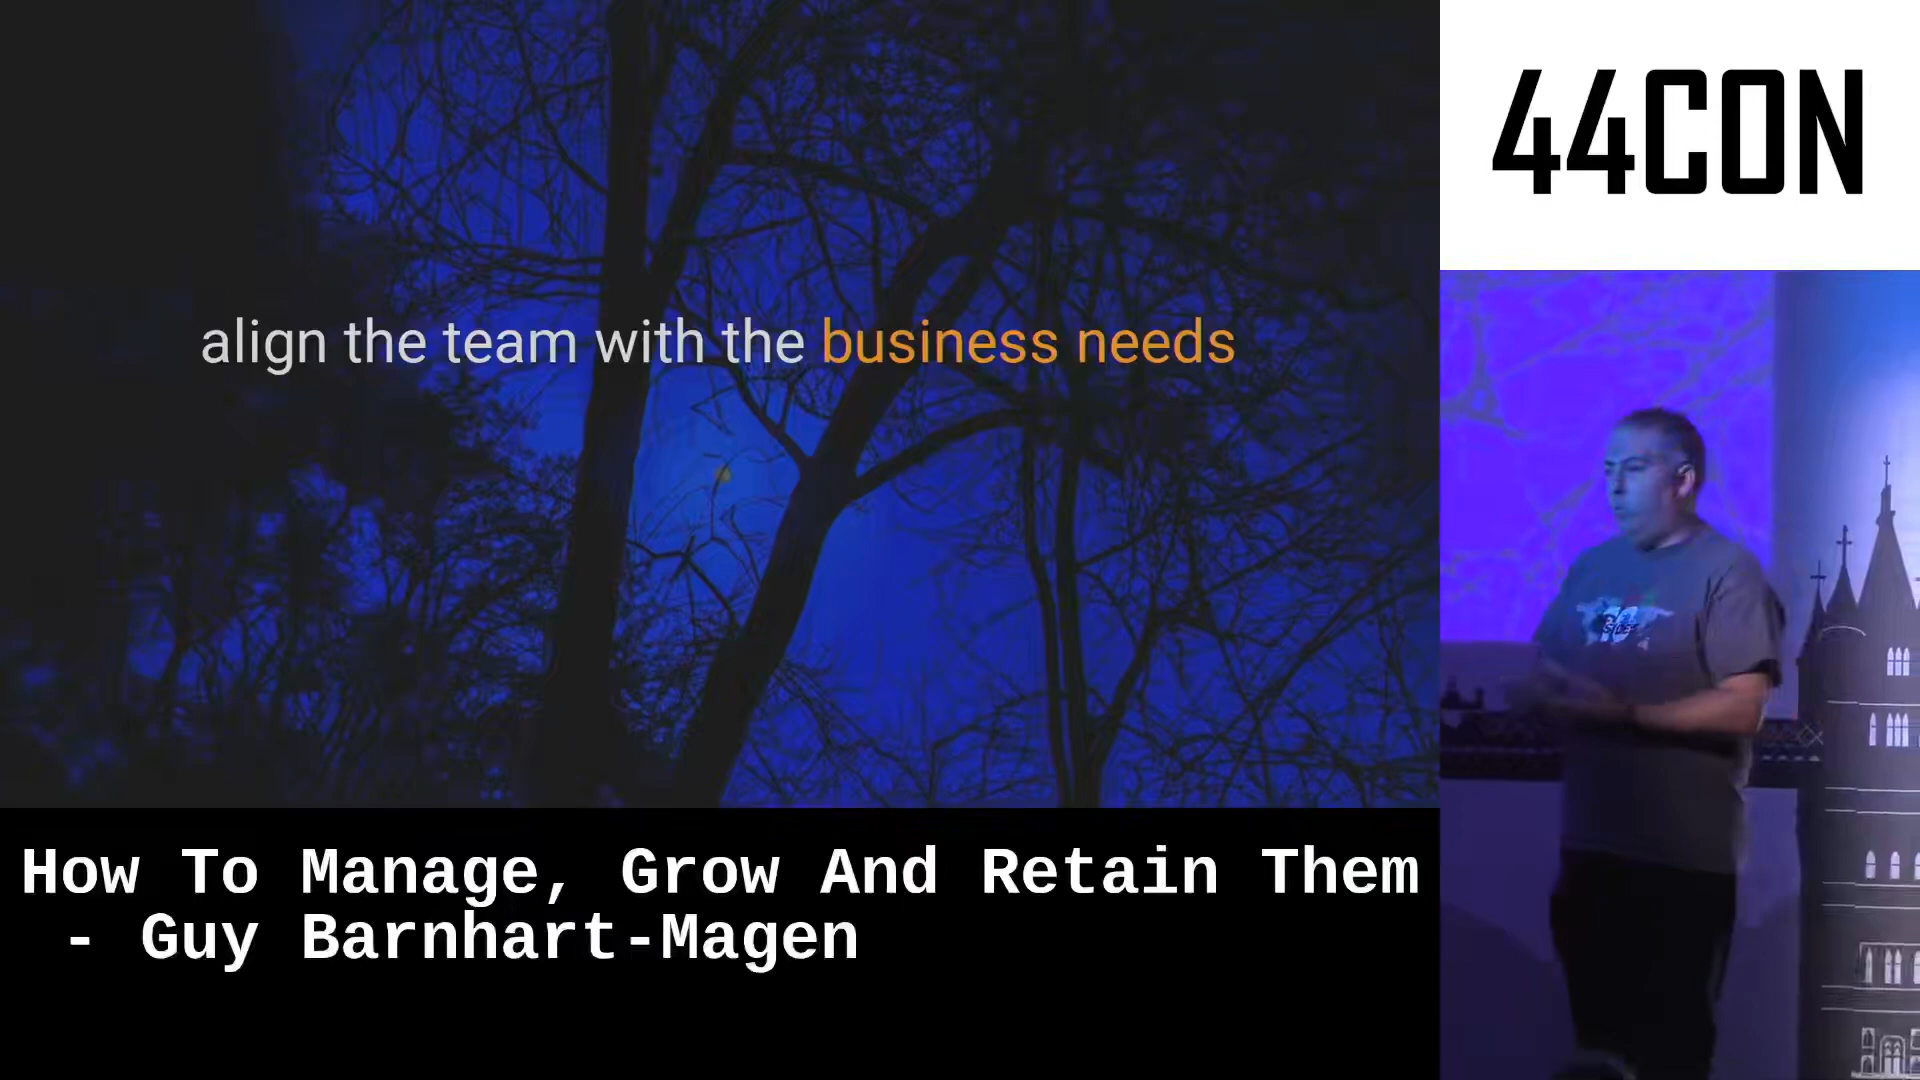 align the team with the business needs
44CON
How To Manage, Grow And Retain Them
- Guy Barnhart-Magen